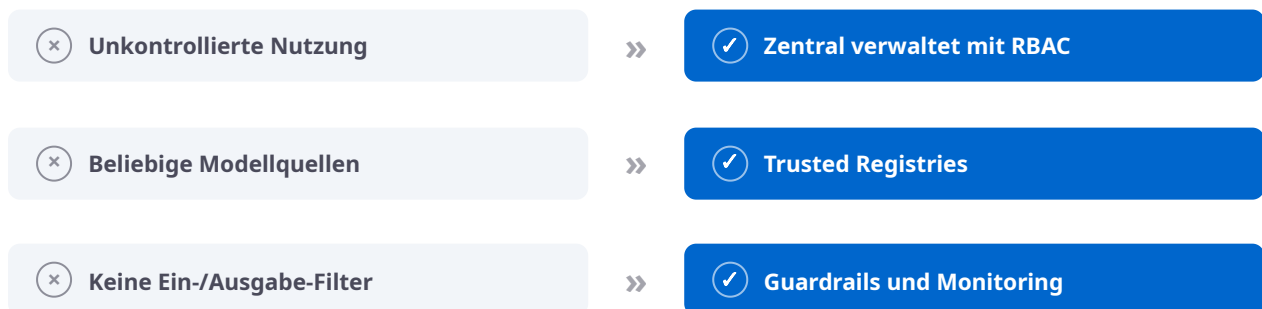 Unkontrollierte Nutzung » Zentral verwaltet mit RBAC
Beliebige Modellquellen » Trusted Registries
Keine Ein-/Ausgabe-Filter » Guardrails und Monitoring